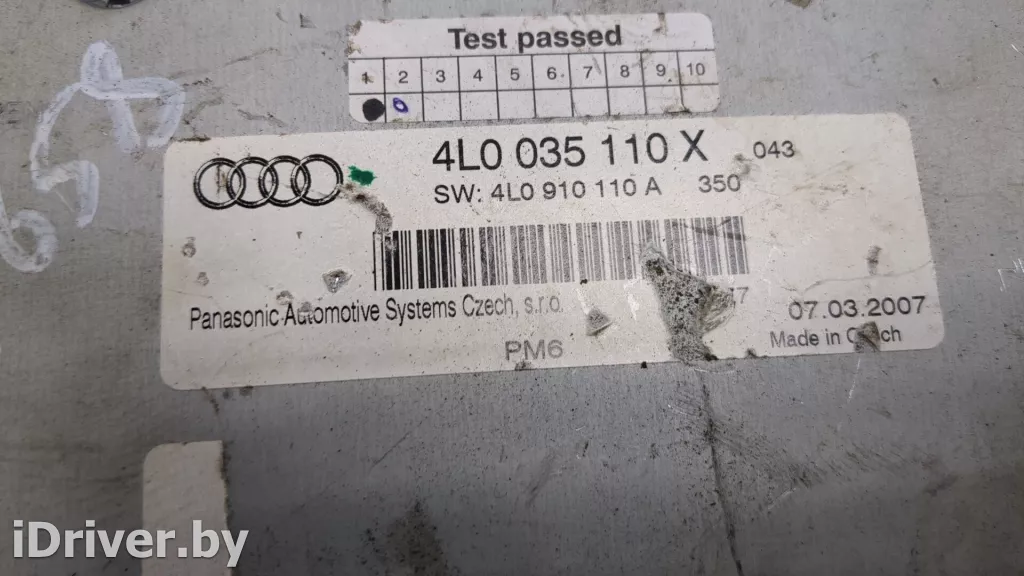 Test passed
1 2 3 4 5 6 7 8 9 10
4L0 035 110 X 043
SW: 4L0 910 110 A 350
47
Panasonic Automotive Systems Czech, s.r.o. 07.03.2007
PM6 Made in Czech
iDriver.by